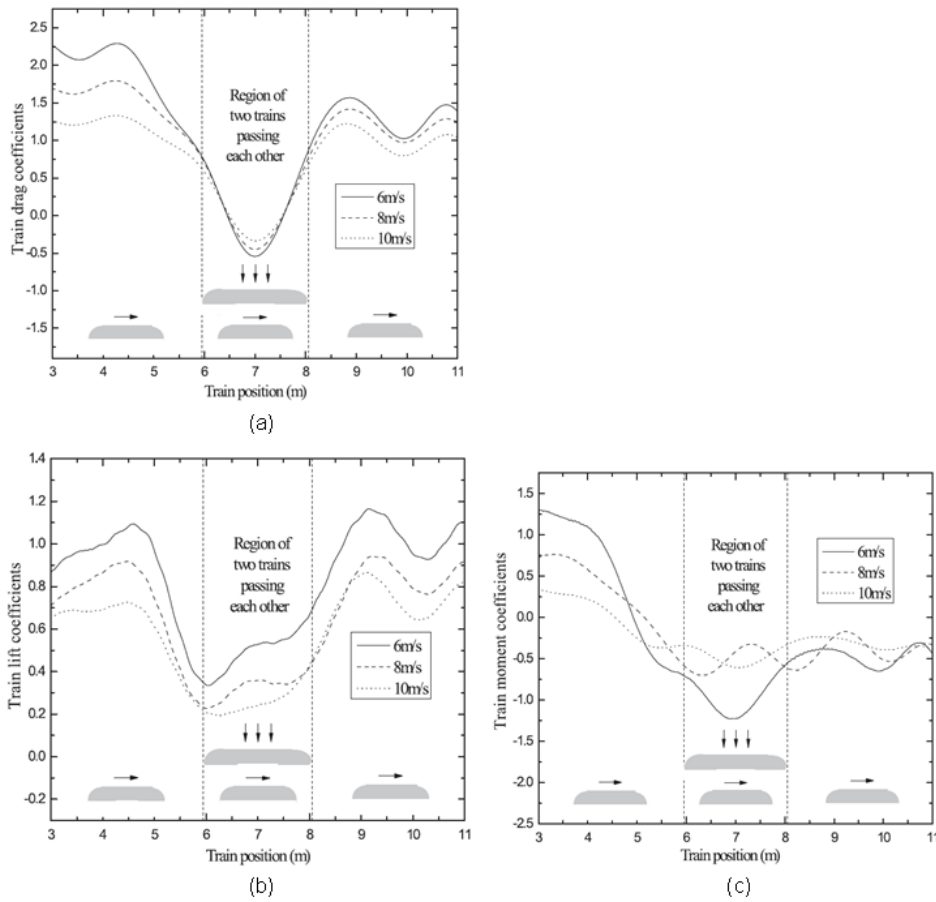 2.5
2.0
1.5
1.0
0.5
0.0
-0.5
-1.0
-1.5
Train drag coefficients
Region of
two trains
passing
each other
6m/s
8m/s
10m/s
3 4 5 6 7 8 9 10 11
Train position (m)
(a)
1.4
1.2
1.0
0.8
0.6
0.4
0.2
0.0
-0.2
Train lift coefficients
Region of
two trains
passing
each other
6m/s
8m/s
10m/s
3 4 5 6 7 8 9 10 11
Train position (m)
(b)
1.5
1.0
0.5
0.0
-0.5
-1.0
-1.5
-2.0
-2.5
Train moment coefficients
Region of
two trains
passing
each other
6m/s
8m/s
10m/s
3 4 5 6 7 8 9 10 11
Train position (m)
(c)